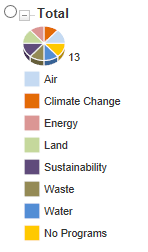 Total
13
Air
Climate Change
Energy
Land
Sustainability
Waste
Water
No Programs